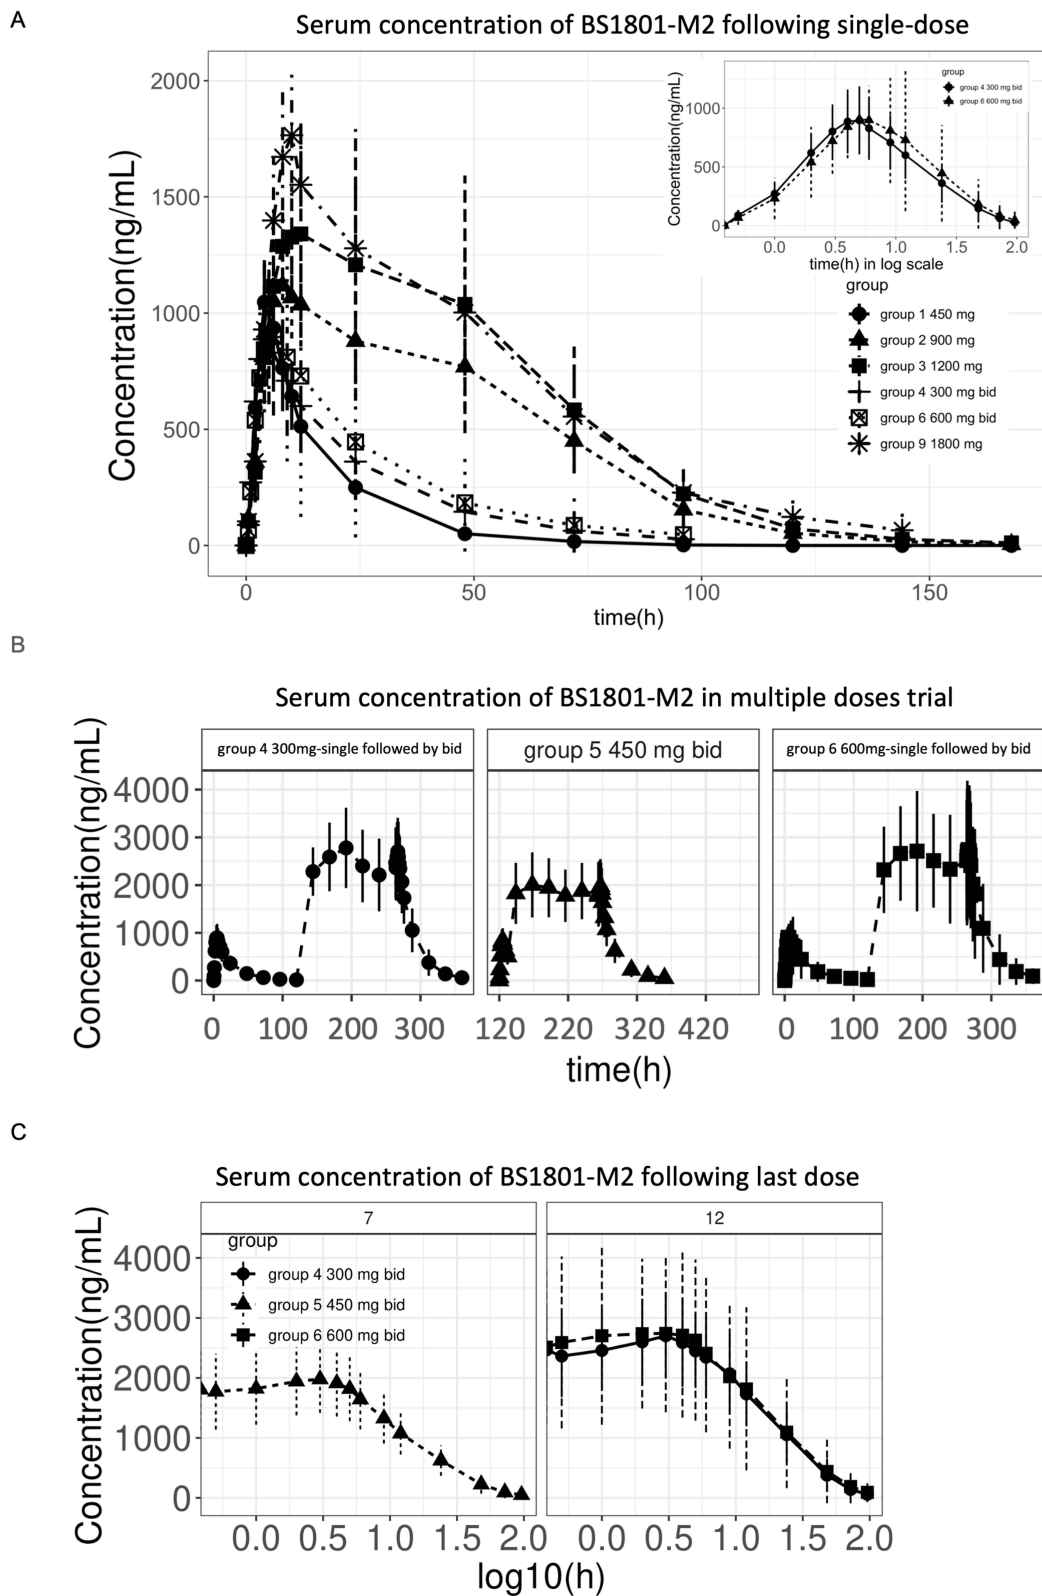 A
Serum concentration of BS1801-M2 following single-dose
Concentration(ng/mL)
2000
1500
1000
500
0
0
50
100
150
time(h)
Concentration(ng/mL)
1000
500
0
0.0
0.5
1.0
1.5
2.0
time(h) in log scale
group
group 4 300 mg bid
group 6 600 mg bid
group
group 1 450 mg
group 2 900 mg
group 3 1200 mg
group 4 300 mg bid
group 6 600 mg bid
group 9 1800 mg
B
Serum concentration of BS1801-M2 in multiple doses trial
group 4 300mg-single followed by bid
group 5 450 mg bid
group 6 600mg-single followed by bid
Concentration(ng/mL)
4000
3000
2000
1000
0
0 100 200 300
120 220 320 420
0 100 200 300
time(h)
C
Serum concentration of BS1801-M2 following last dose
7
12
group
group 4 300 mg bid
group 5 450 mg bid
group 6 600 mg bid
Concentration(ng/mL)
4000
3000
2000
1000
0
0.0 0.5 1.0 1.5 2.0
0.0 0.5 1.0 1.5 2.0
log10(h)